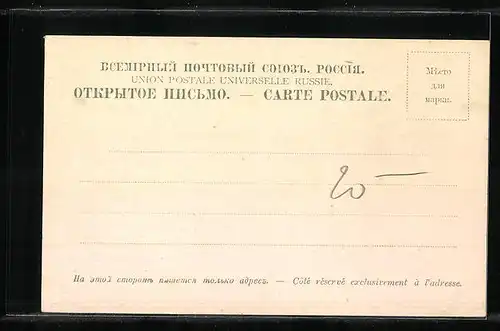 ВСЕМІРНЫЙ ПОЧТОВЫЙ СОЮЗЪ. РОССІЯ.
UNION POSTALE UNIVERSELLE RUSSIE.
ОТКРЫТОЕ ПИСЬМО. — CARTE POSTALE.
Мѣсто
для
марки.
20 —
На этой сторонѣ пишется только адресъ. — Côté réservé exclusivement à l'adresse.